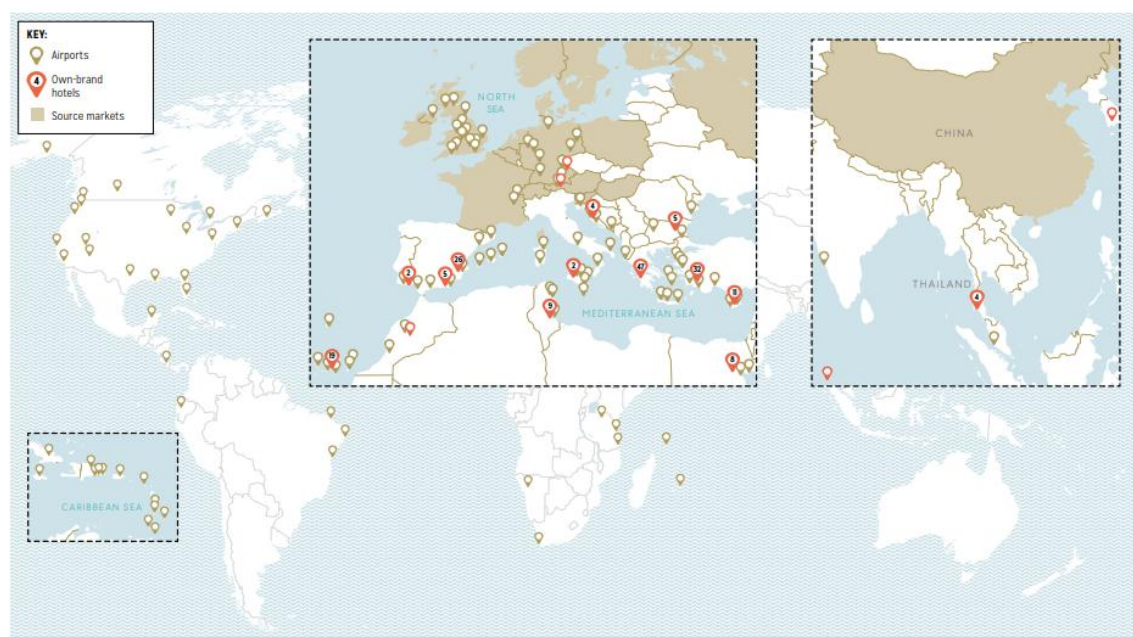 KEY:
Airports
4
Own-brand
hotels
Source markets
NORTH
SEA
CHINA
4
5
26
2
5
2
47
32
11
9
MEDITERRANEAN SEA
THAILAND
4
19
8
CARIBBEAN SEA